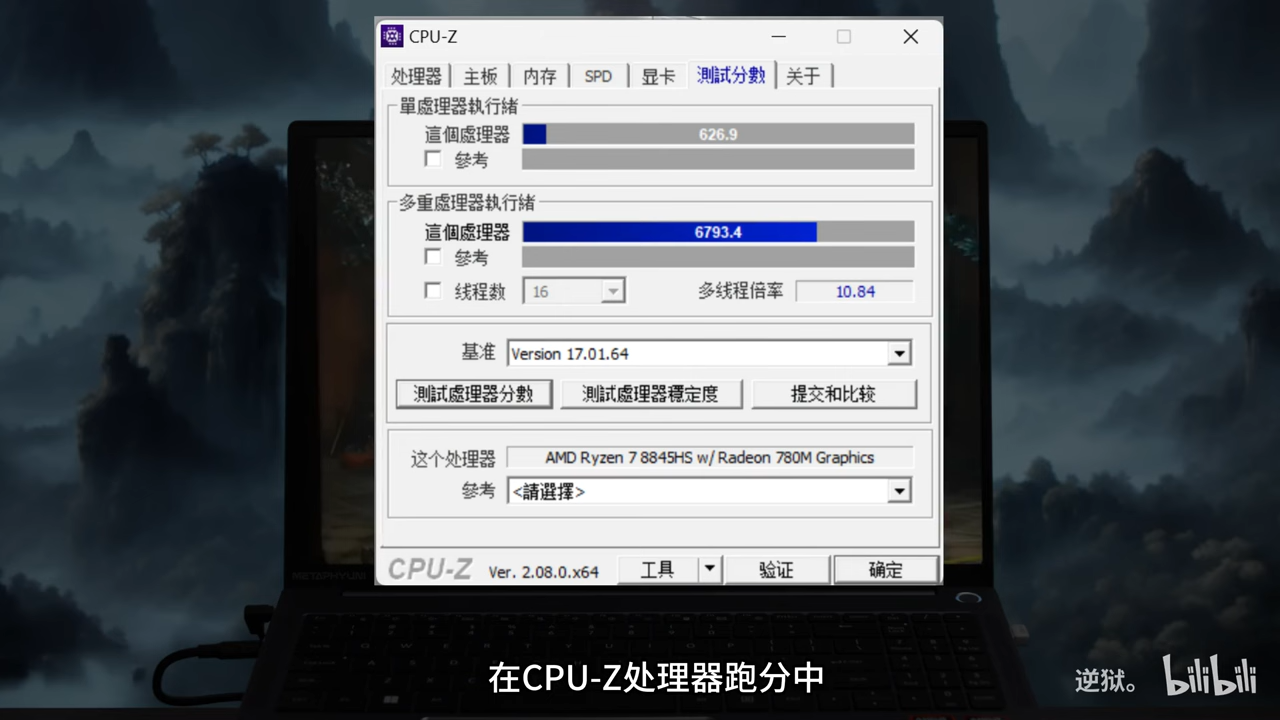 CPU-Z
处理器 主板 内存 SPD 显卡 測試分數 关于
單處理器執行緒
這個處理器 626.9
參考
多重處理器執行緒
這個處理器 6793.4
參考
线程数 16 多线程倍率 10.84
基准 Version 17.01.64
測試處理器分數 測試處理器穩定度 提交和比较
这个处理器 AMD Ryzen 7 8845HS w/ Radeon 780M Graphics
參考 <請選擇>
CPU-Z Ver. 2.08.0.x64 工具 验证 确定
在CPU-Z处理器跑分中
逆狱。 bilibili